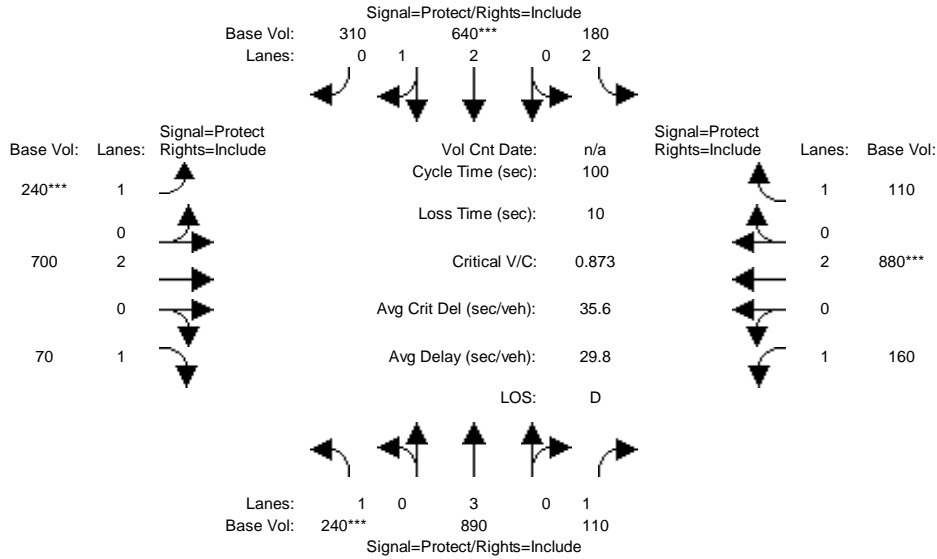 Signal=Protect/Rights=Include
Base Vol: 310 640*** 180
Lanes: 0 1 2 0 2
Signal=Protect Signal=Protect
Base Vol: Lanes: Rights=Include Vol Cnt Date: n/a Rights=Include Lanes: Base Vol:
Cycle Time (sec): 100
240*** 1 1 110
Loss Time (sec): 10
0 0
700 2 Critical V/C: 0.873 2 880***
0 Avg Crit Del (sec/veh): 35.6 0
70 1 Avg Delay (sec/veh): 29.8 1 160
LOS: D
Lanes: 1 0 3 0 1
Base Vol: 240*** 890 110
Signal=Protect/Rights=Include